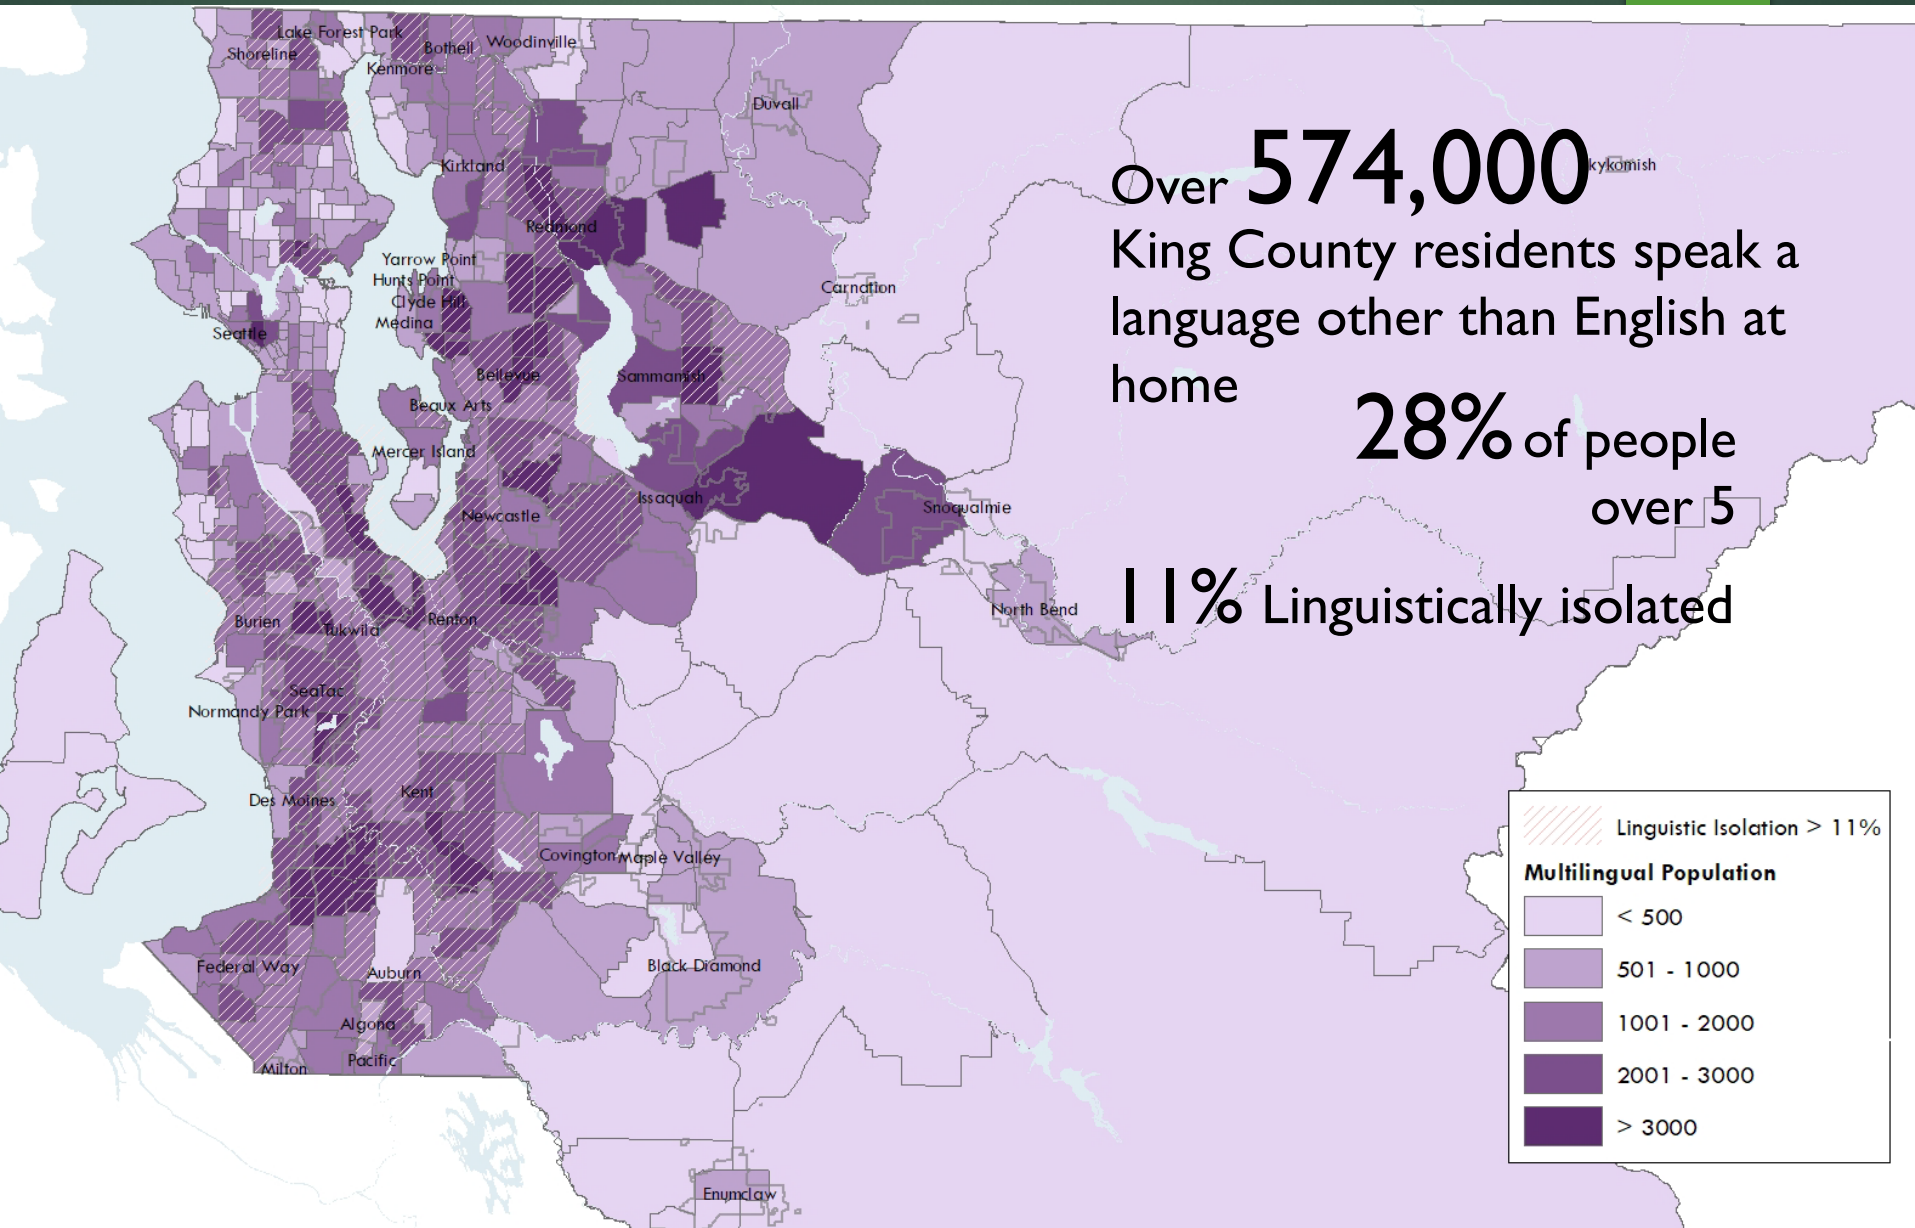 Lake Forest Park
Shoreline
Bothell
Woodinville
Kenmore
Duvall
Kirkland
Redmond
Yarrow Point
Hunts Point
Clyde Hill
Medina
Seattle
Carnation
Bellevue
Sammamish
Beaux Arts
Mercer Island
Issaquah
Newcastle
Snoqualmie
North Bend
Burien
Tukwila
Renton
SeaTac
Normandy Park
Des Moines
Kent
Covington
Maple Valley
Federal Way
Auburn
Black Diamond
Algona
Pacific
Milton
Enumclaw
kykomish
Over 574,000
King County residents speak a
language other than English at
home
28% of people
over 5
11% Linguistically isolated
Linguistic Isolation > 11%
Multilingual Population
< 500
501 - 1000
1001 - 2000
2001 - 3000
> 3000